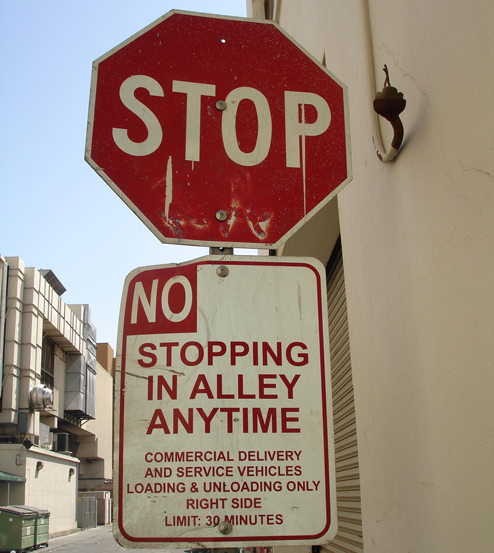 STOP
NO
STOPPING
IN ALLEY
ANYTIME
COMMERCIAL DELIVERY
AND SERVICE VEHICLES
LOADING & UNLOADING ONLY
RIGHT SIDE
LIMIT: 30 MINUTES